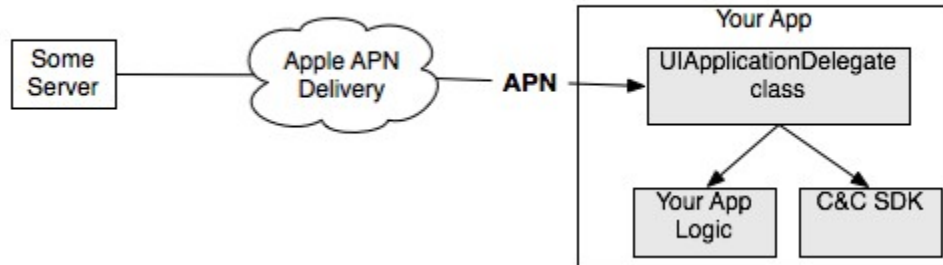 Your App
Some
Server
Apple APN
Delivery
APN
UIApplicationDelegate
class
Your App
Logic
C&C SDK